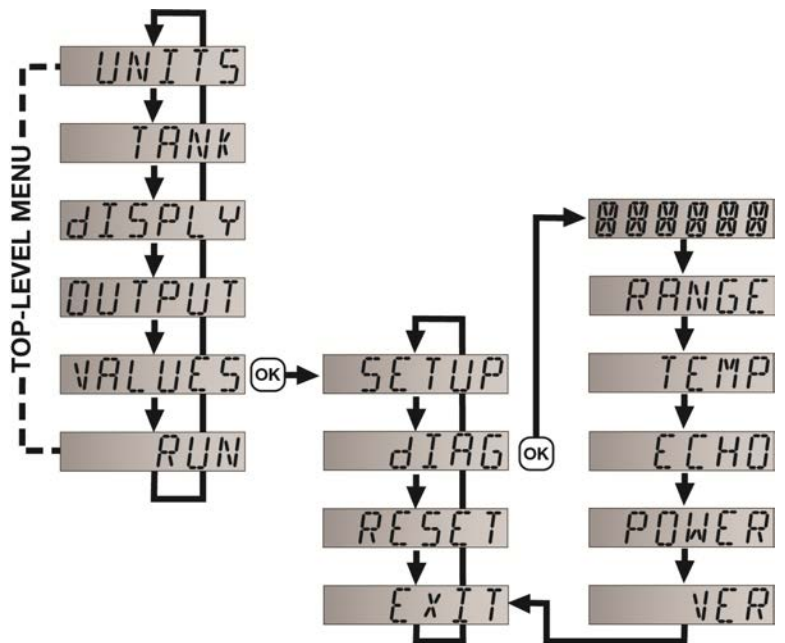 TOP-LEVEL MENU
UNITS
TANK
dISPLY
OUTPUT
VALUES
OK
RUN
SETUP
dIAG
OK
RESET
ExIT
888888
RANGE
TEMP
ECHO
POWER
VER